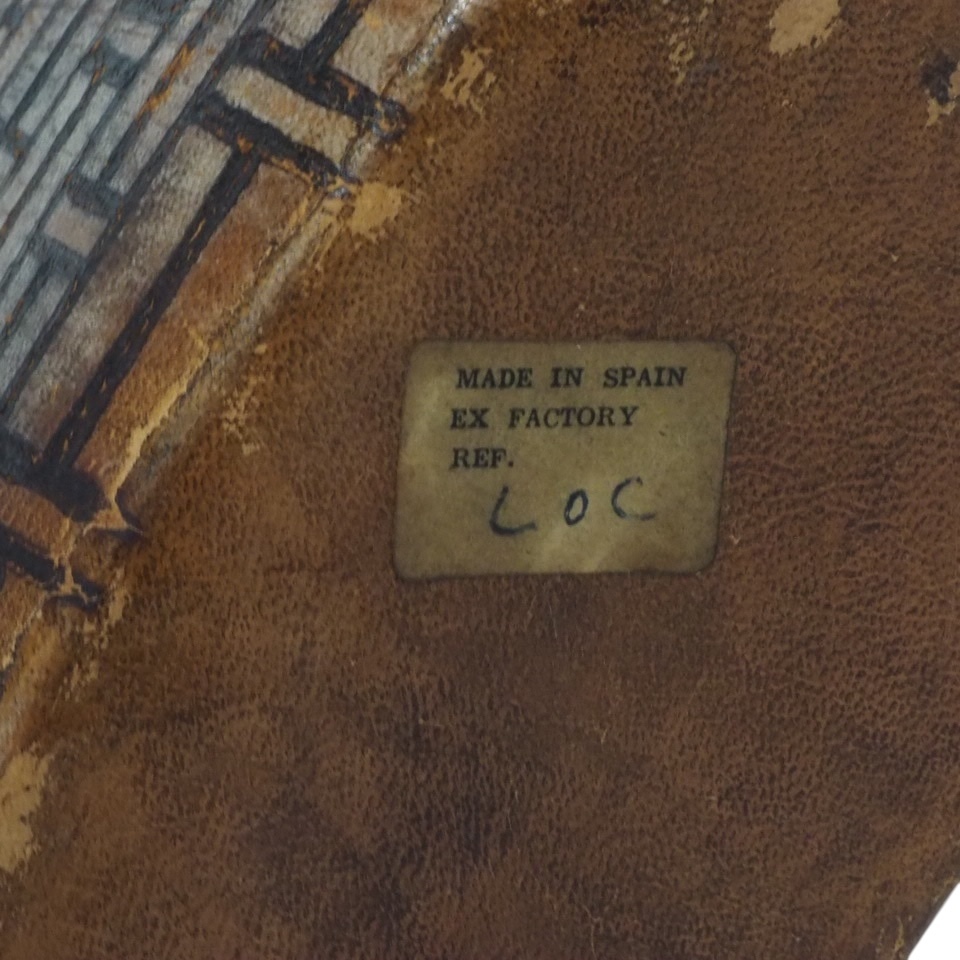 MADE IN SPAIN
EX FACTORY
REF.
LOC